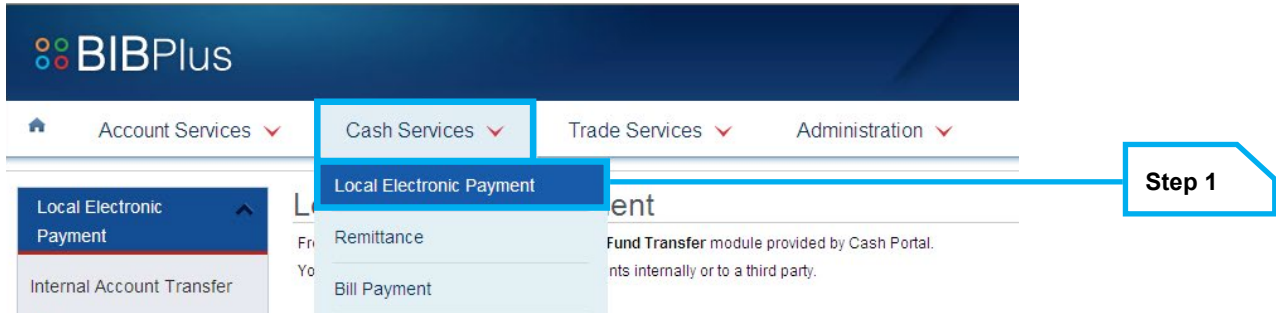 BIBPlus
Account Services Cash Services Trade Services Administration
Local Electronic Payment
Step 1
Local Electronic
Payment
ent
Remittance
Fund Transfer module provided by Cash Portal.
nts internally or to a third party.
Internal Account Transfer
Bill Payment